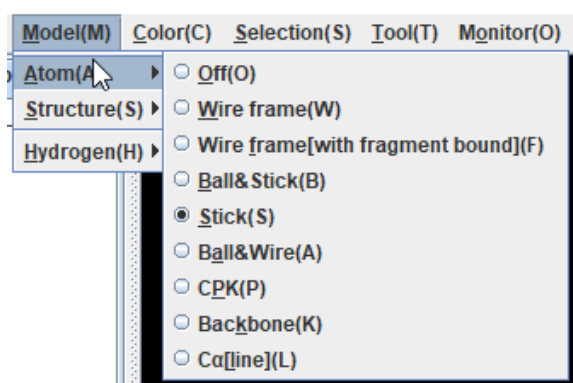 Model(M) Color(C) Selection(S) Tool(T) Monitor(O)
Atom(A
Structure(S)
Hydrogen(H)
Off(O)
Wire frame(W)
Wire frame[with fragment bound](F)
Ball&Stick(B)
Stick(S)
Ball&Wire(A)
CPK(P)
Backbone(K)
Cα[line](L)